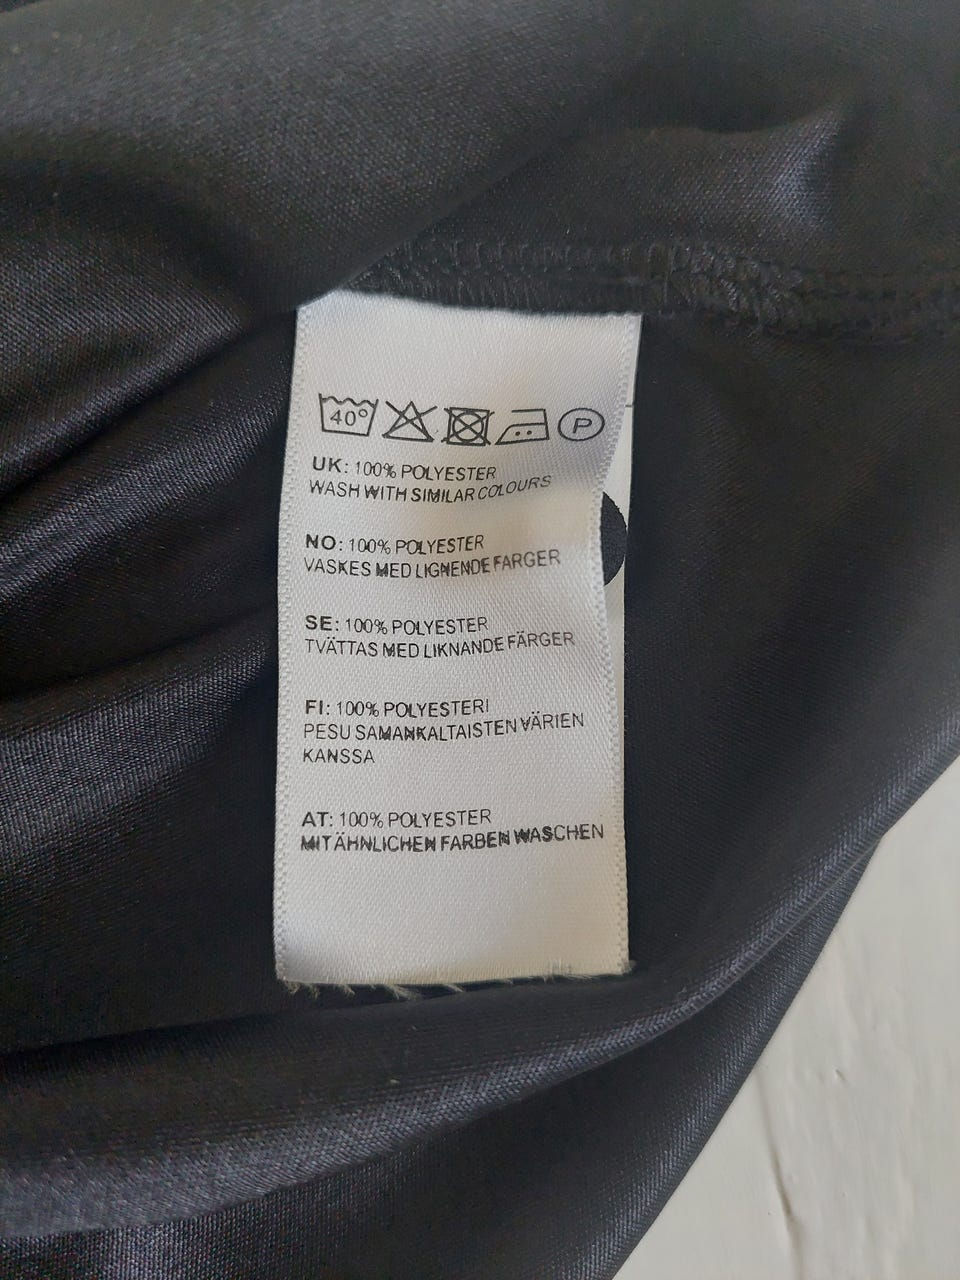 40°
P
UK: 100% POLYESTER
WASH WITH SIMILAR COLOURS
NO: 100% POLYESTER
VASKES MED LIGNENDE FARGER
SE: 100% POLYESTER
TVÄTTAS MED LIKNANDE FÄRGER
FI: 100% POLYESTERI
PESU SAMANKALTAISTEN VÄRIEN
KANSSA
AT: 100% POLYESTER
MIT ÄHNLICHEN FARBEN WASCHEN